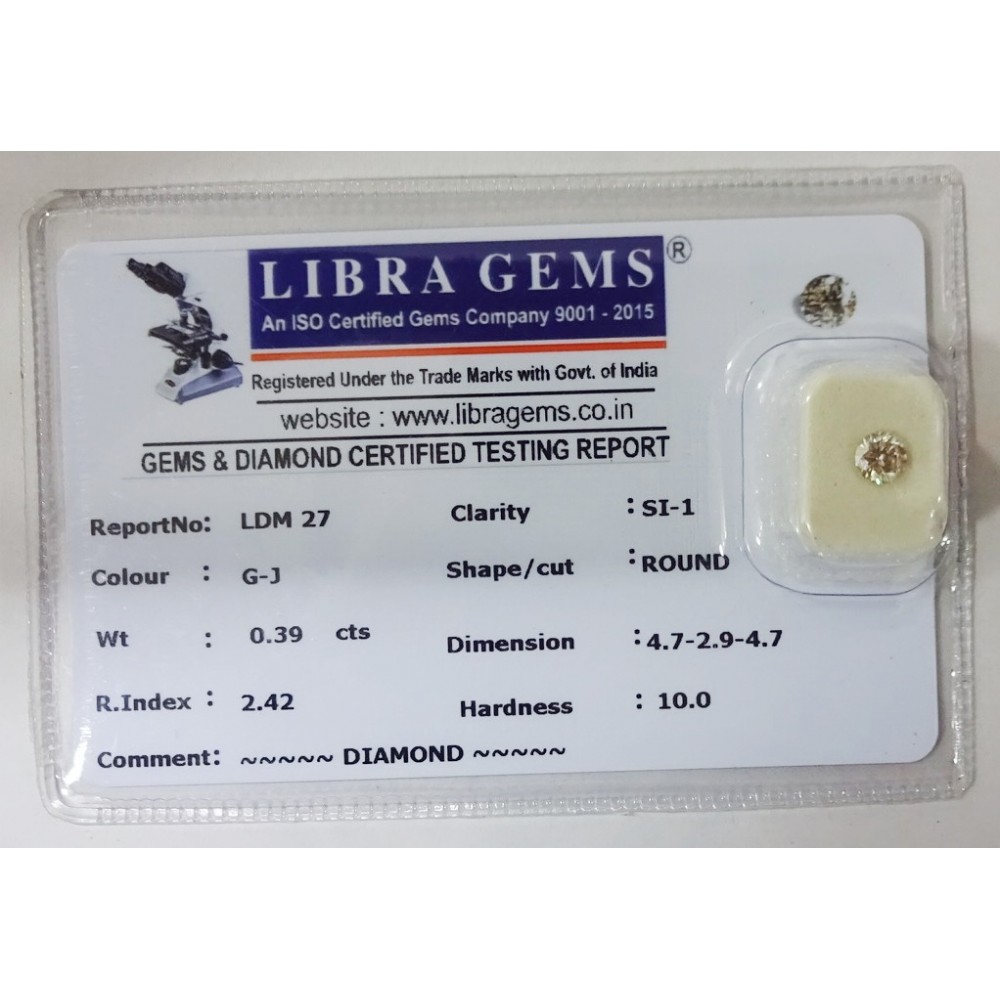 LIBRA GEMS ®
An ISO Certified Gems Company 9001 - 2015
Registered Under the Trade Marks with Govt. of India
website : www.libragems.co.in
GEMS & DIAMOND CERTIFIED TESTING REPORT
ReportNo: LDM 27 Clarity : SI-1
Colour : G-J Shape/cut : ROUND
Wt : 0.39 cts Dimension : 4.7-2.9-4.7
R.Index : 2.42 Hardness : 10.0
Comment: ~~~~~ DIAMOND ~~~~~